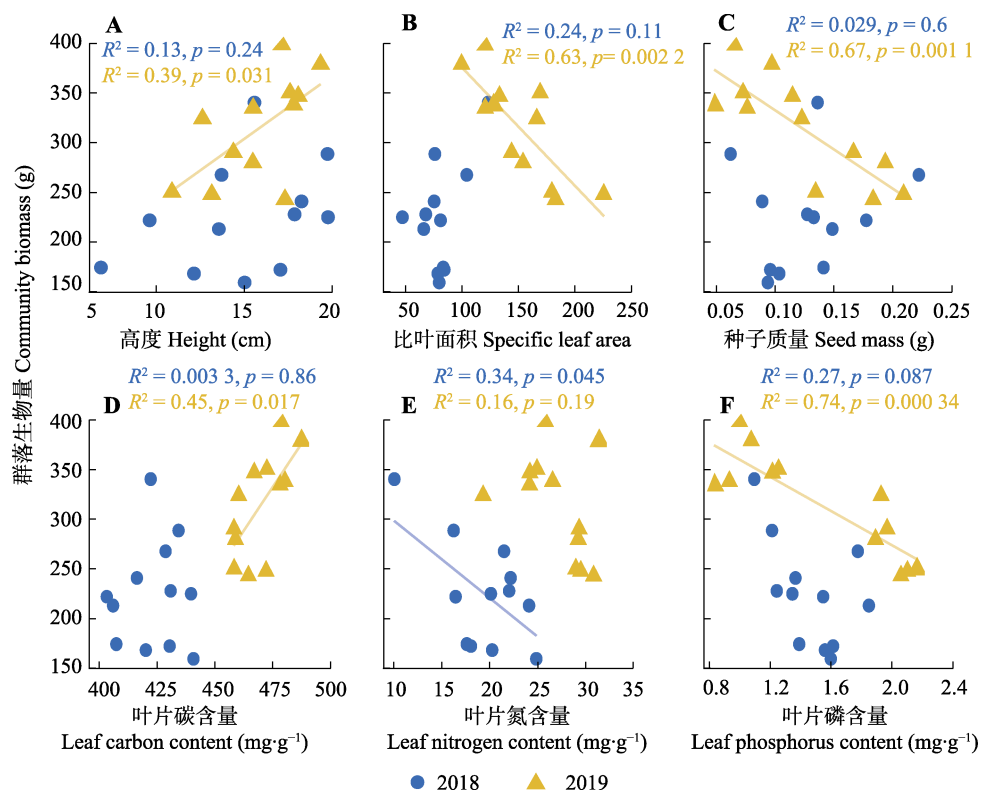 群落生物量 Community biomass (g)
A
R² = 0.13, p = 0.24
R² = 0.39, p = 0.031
400
350
300
250
200
150
5 10 15 20
高度 Height (cm)
B
R² = 0.24, p = 0.11
R² = 0.63, p= 0.002 2
50 100 150 200 250
比叶面积 Specific leaf area
C
R² = 0.029, p = 0.6
R² = 0.67, p = 0.001 1
0.05 0.10 0.15 0.20 0.25
种子质量 Seed mass (g)
D
R² = 0.003 3, p = 0.86
R² = 0.45, p = 0.017
400
350
300
250
200
150
400 425 450 475 500
叶片碳含量
Leaf carbon content (mg·g⁻¹)
E
R² = 0.34, p = 0.045
R² = 0.16, p = 0.19
10 15 20 25 30 35
叶片氮含量
Leaf nitrogen content (mg·g⁻¹)
F
R² = 0.27, p = 0.087
R² = 0.74, p = 0.000 34
0.8 1.2 1.6 2.0 2.4
叶片磷含量
Leaf phosphorus content (mg·g⁻¹)
2018 2019